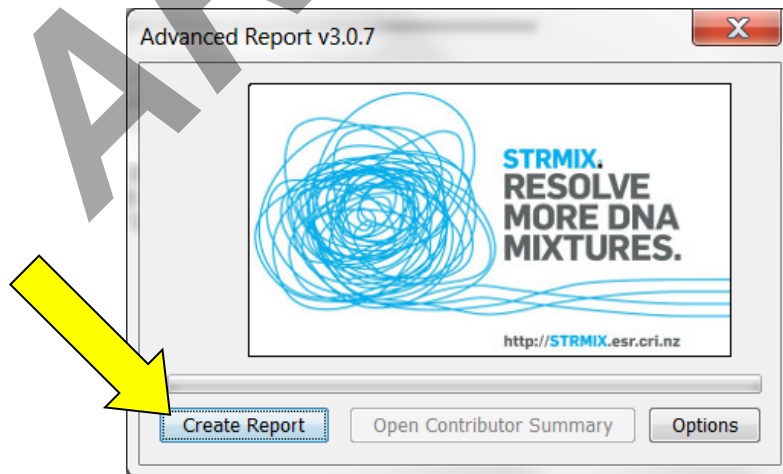 Advanced Report v3.0.7
STRMIX.
RESOLVE
MORE DNA
MIXTURES.
http://STRMIX.esr.cri.nz
Create Report
Open Contributor Summary
Options